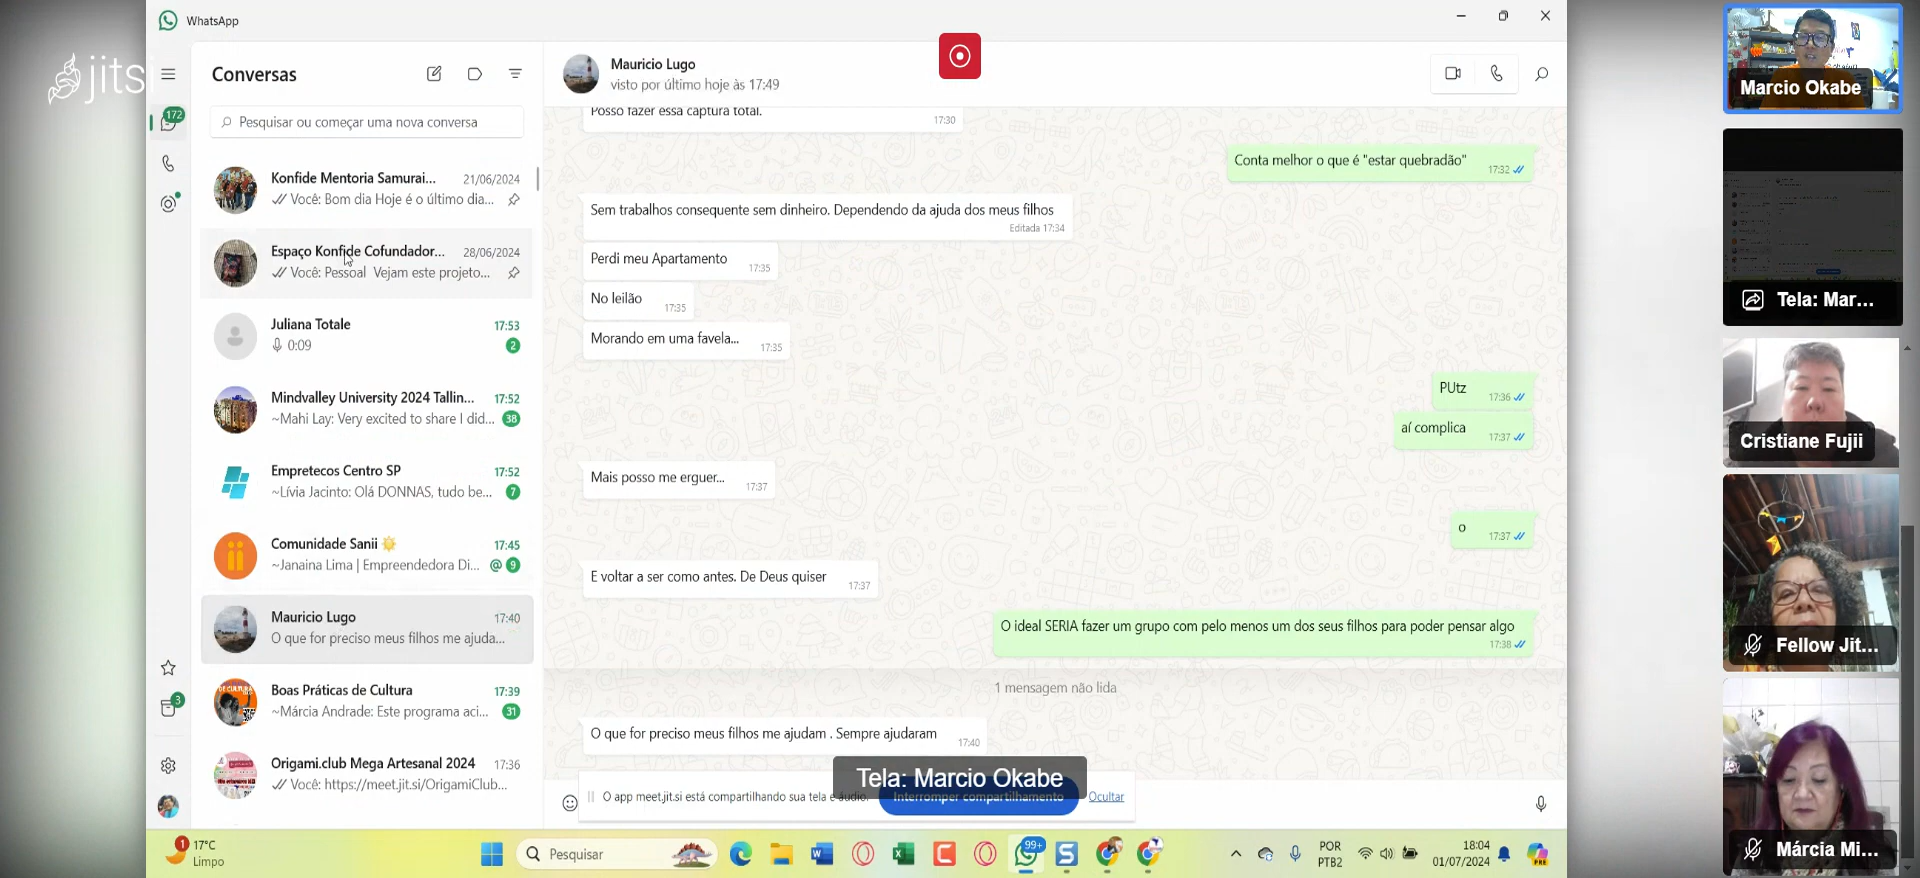 WhatsApp
jitsi
172
Conversas
Pesquisar ou começar uma nova conversa
Konfide Mentoria Samurai... 21/06/2024
Você: Bom dia Hoje é o último dia...
Espaço Konfide Cofundador... 28/06/2024
Você: Pessoal Vejam este projeto...
Juliana Totale 17:53
0:09 2
Mindvalley University 2024 Tallin... 17:52
~Mahi Lay: Very excited to share I did... 38
Empretecos Centro SP 17:52
~Lívia Jacinto: Olá DONNAS, tudo be... 7
Comunidade Sanii 17:45
~Janaina Lima | Empreendedora Di... @ 9
Mauricio Lugo 17:40
O que for preciso meus filhos me ajuda...
Boas Práticas de Cultura 17:39
~Márcia Andrade: Este programa aci... 31
Origami.club Mega Artesanal 2024 17:36
Você: https://meet.jit.si/OrigamiClub...
3
Mauricio Lugo
visto por último hoje às 17:49
Posso fazer essa captura total.
17:30
Conta melhor o que é "estar quebradão"
17:32
Sem trabalhos consequente sem dinheiro. Dependendo da ajuda dos meus filhos
Editada 17:34
Perdi meu Apartamento
17:35
No leilão
17:35
Morando em uma favela...
17:35
PUtz
17:36
aí complica
17:37
Mais posso me erguer...
17:37
o
17:37
E voltar a ser como antes. De Deus quiser
17:37
O ideal SERIA fazer um grupo com pelo menos um dos seus filhos para poder pensar algo
17:38
1 mensagem não lida
O que for preciso meus filhos me ajudam . Sempre ajudaram
17:40
Tela: Marcio Okabe
O app meet.jit.si está compartilhando sua tela e áudio. Interromper compartilhamento Ocultar
1
17°C
Limpo
Pesquisar
99+
POR
PTB2
18:04
01/07/2024
PRE
Marcio Okabe
Tela: Mar...
Cristiane Fujii
Fellow Jit...
Márcia Mi...